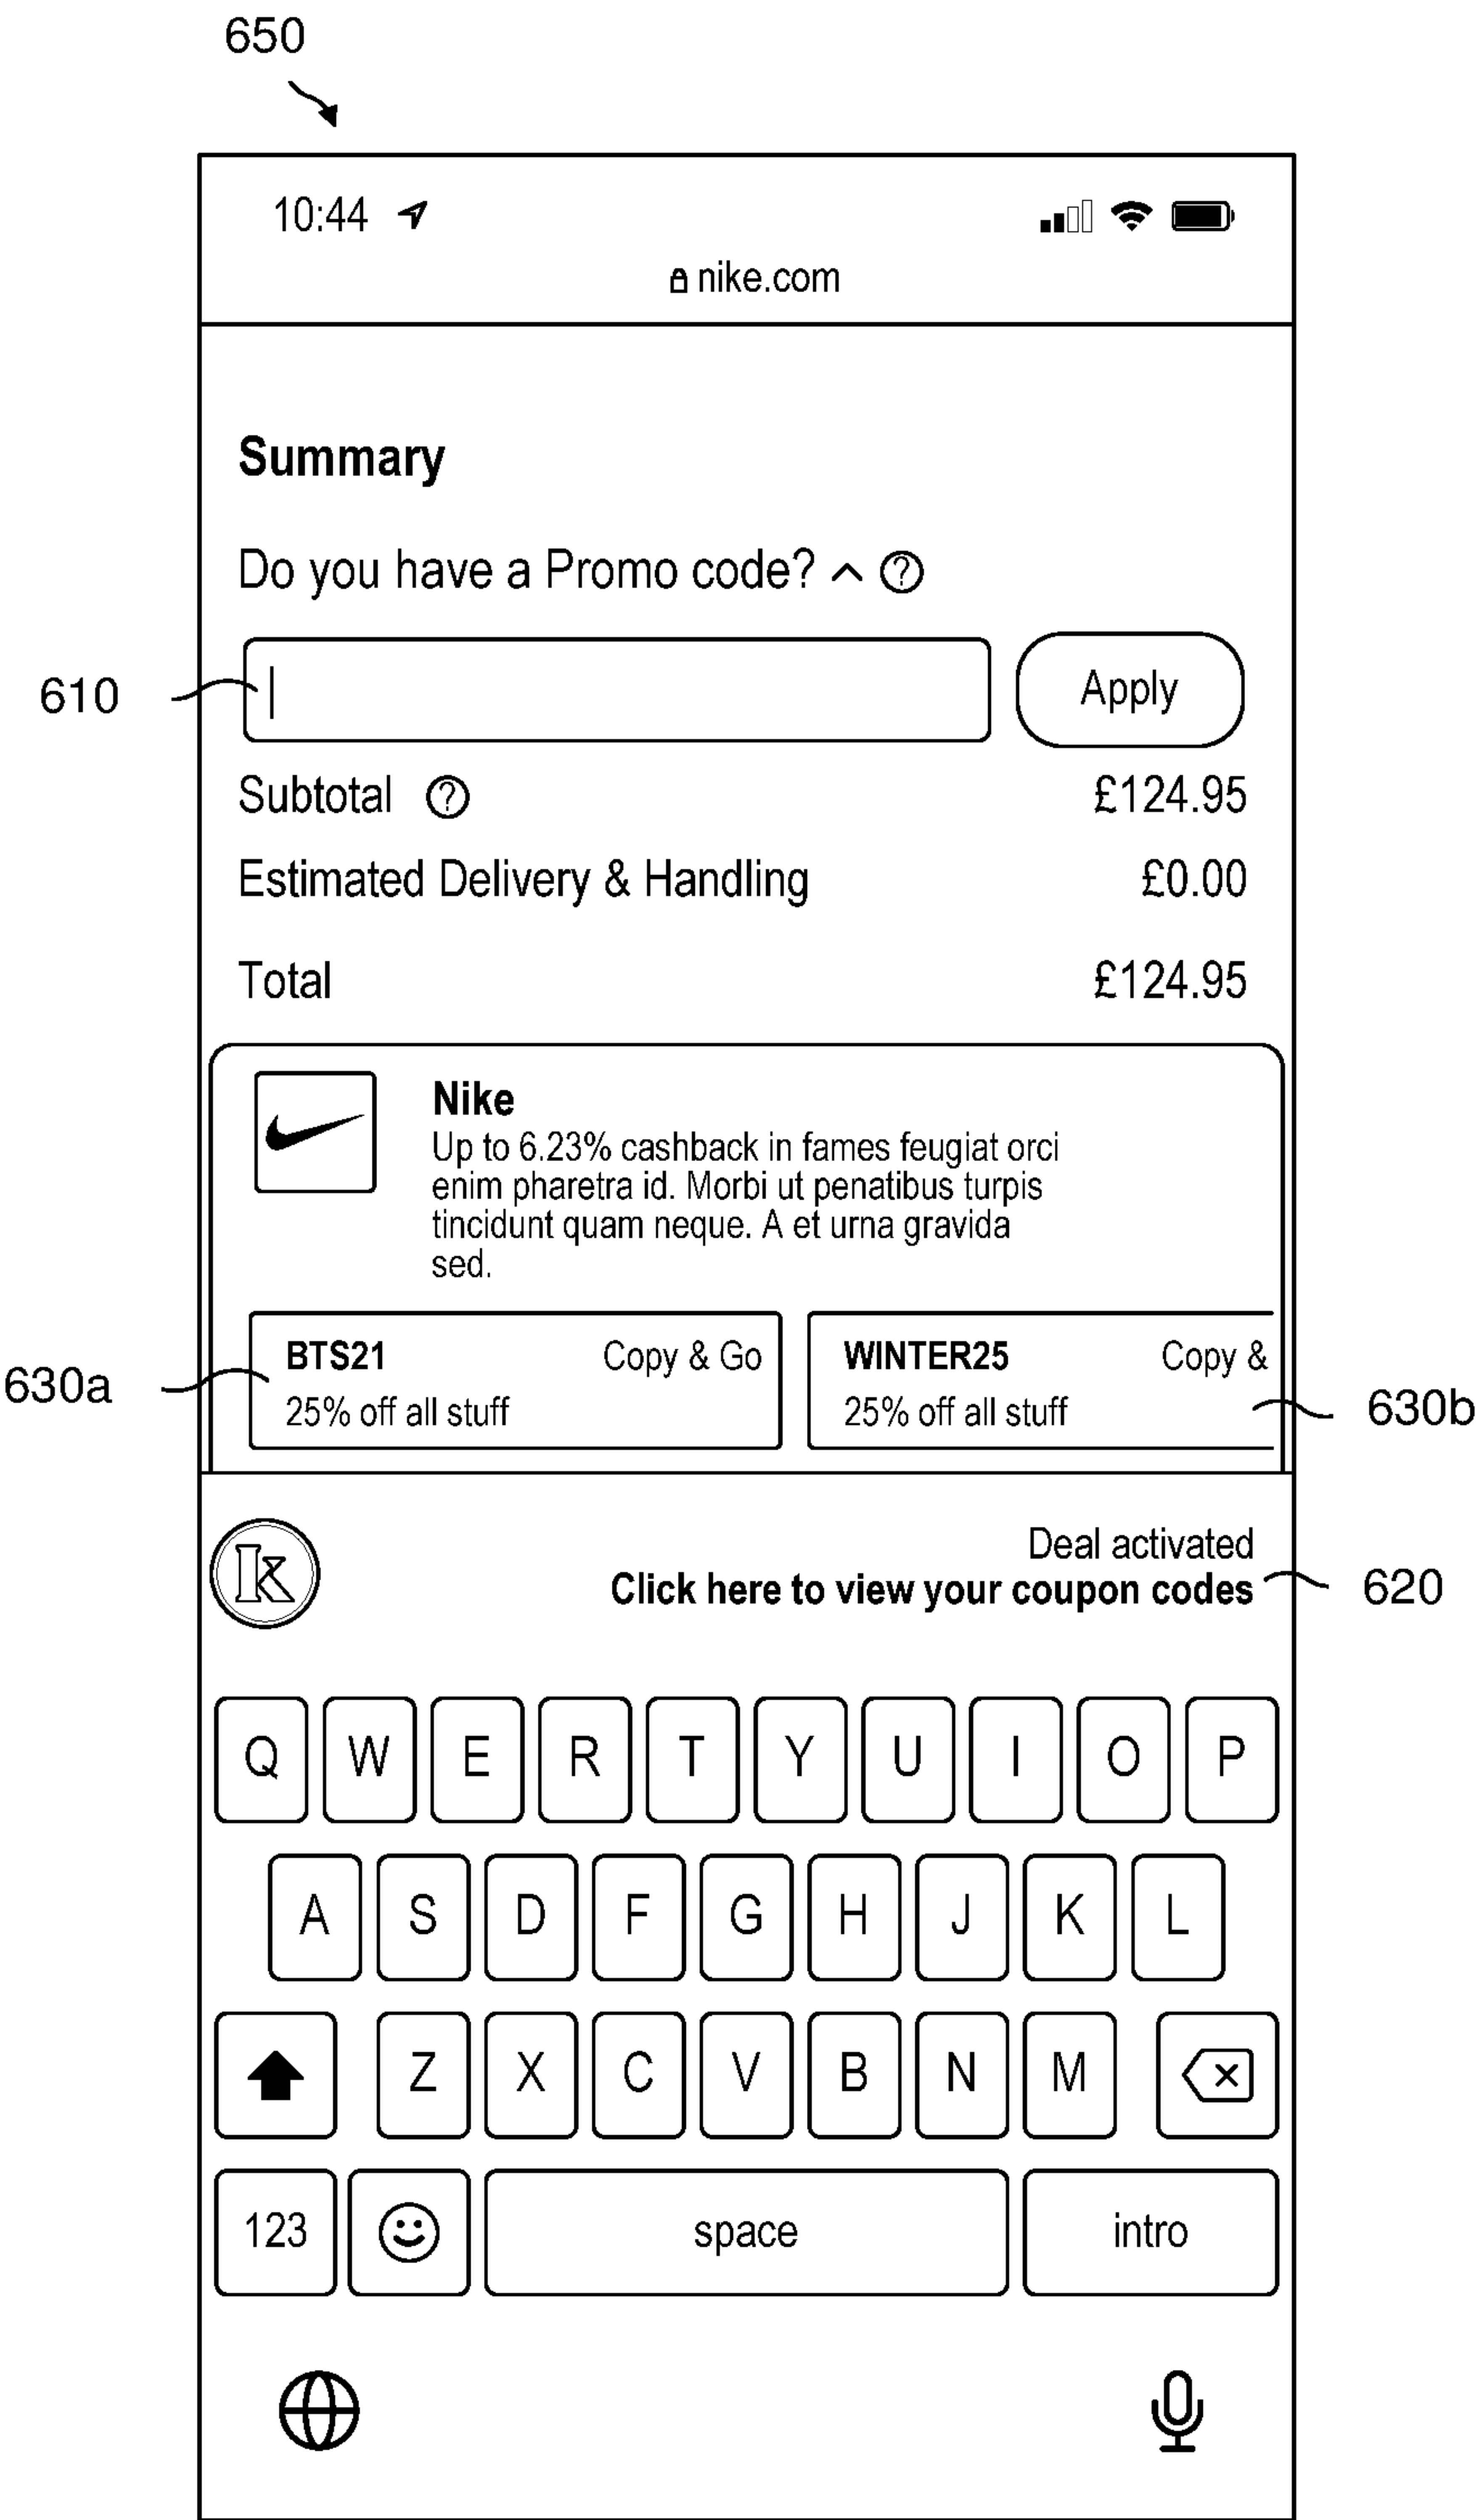 650
10:44
nike.com
Summary
Do you have a Promo code? ^ ?
610
Apply
Subtotal ? £124.95
Estimated Delivery & Handling £0.00
Total £124.95
Nike
Up to 6.23% cashback in fames feugiat orci
enim pharetra id. Morbi ut penatibus turpis
tincidunt quam neque. A et urna gravida
sed.
630a
BTS21 Copy & Go
25% off all stuff
WINTER25 Copy &
25% off all stuff
630b
k
Deal activated
Click here to view your coupon codes
620
Q W E R T Y U I O P
A S D F G H J K L
Z X C V B N M
123 space intro